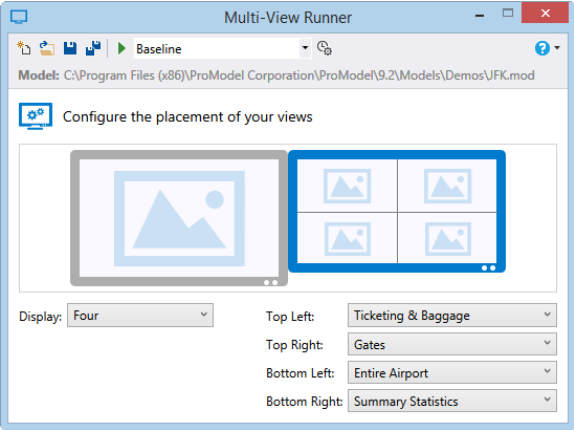 Multi-View Runner
Baseline
Model: C:\Program Files (x86)\ProModel Corporation\ProModel\9.2\Models\Demos\JFK.mod
Configure the placement of your views
Display: Four
Top Left: Ticketing & Baggage
Top Right: Gates
Bottom Left: Entire Airport
Bottom Right: Summary Statistics